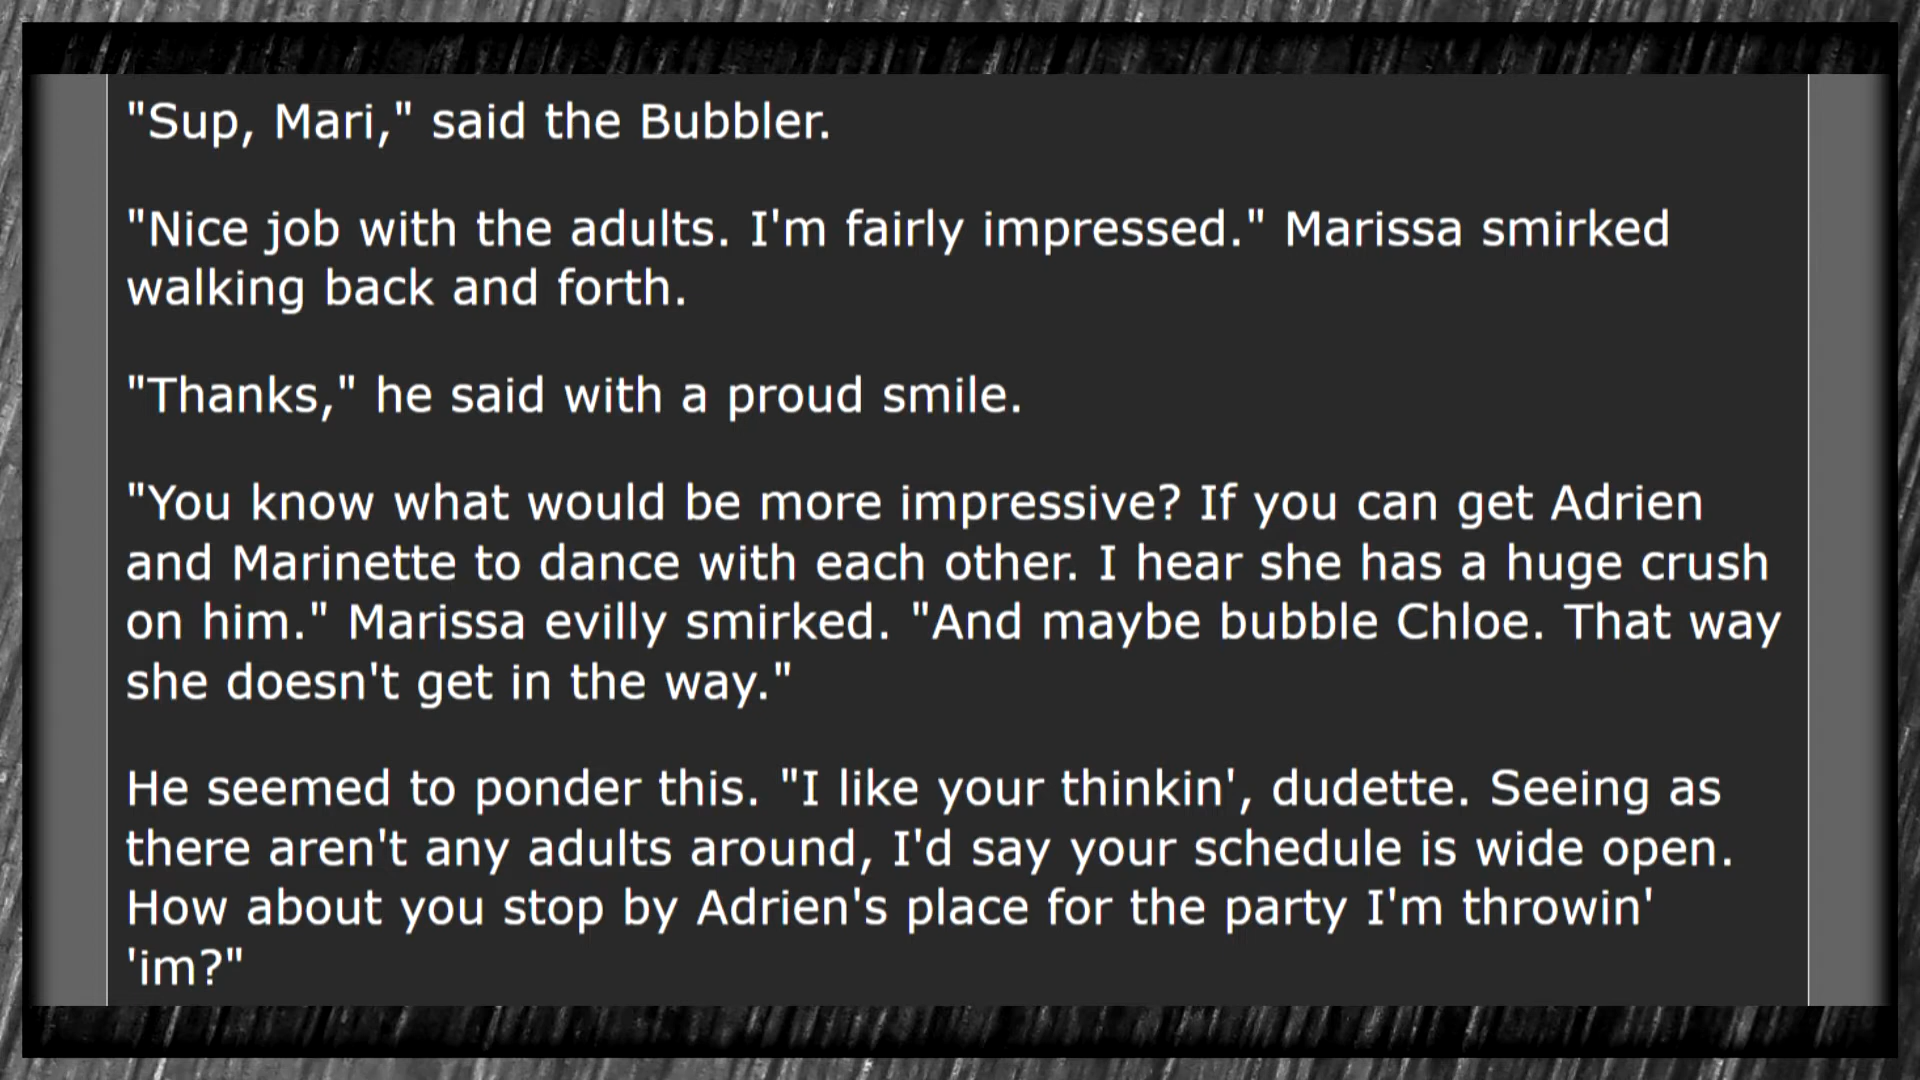 "Sup, Mari," said the Bubbler.
"Nice job with the adults. I'm fairly impressed." Marissa smirked
walking back and forth.
"Thanks," he said with a proud smile.
"You know what would be more impressive? If you can get Adrien
and Marinette to dance with each other. I hear she has a huge crush
on him." Marissa evilly smirked. "And maybe bubble Chloe. That way
she doesn't get in the way."
He seemed to ponder this. "I like your thinkin', dudette. Seeing as
there aren't any adults around, I'd say your schedule is wide open.
How about you stop by Adrien's place for the party I'm throwin'
'im?"